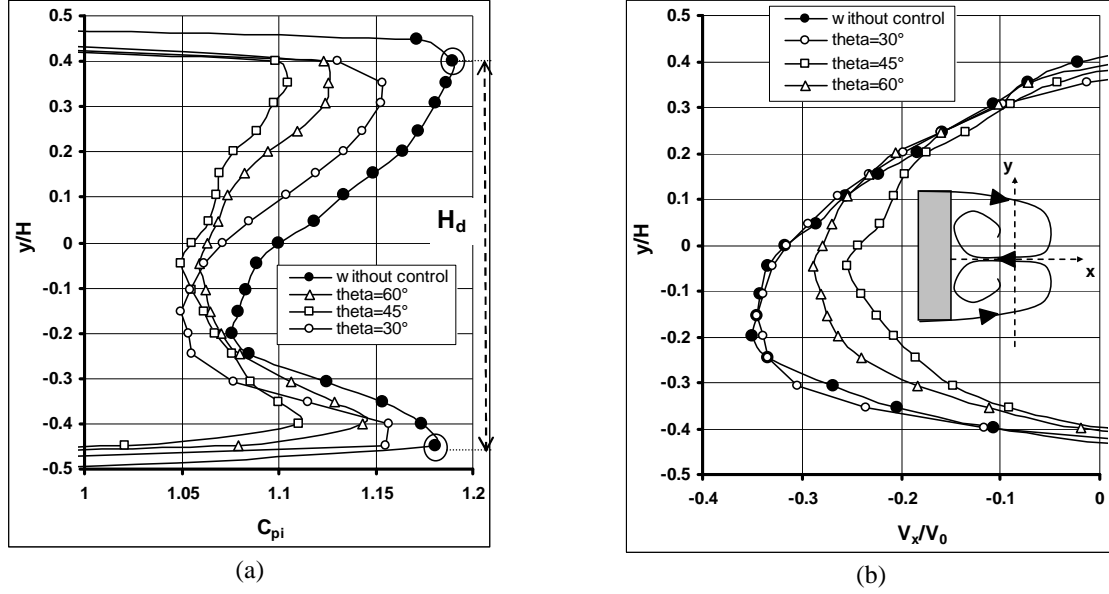 0.5
0.4
0.3
0.2
0.1
0
-0.1
-0.2
-0.3
-0.4
-0.5
y/H
1
1.05
1.1
1.15
1.2
Cpi
Hd
without control
theta=60°
theta=45°
theta=30°
(a)
0.5
0.4
0.3
0.2
0.1
0
-0.1
-0.2
-0.3
-0.4
-0.5
y/H
-0.4
-0.3
-0.2
-0.1
0
Vx/V0
without control
theta=30°
theta=45°
theta=60°
y
x
(b)